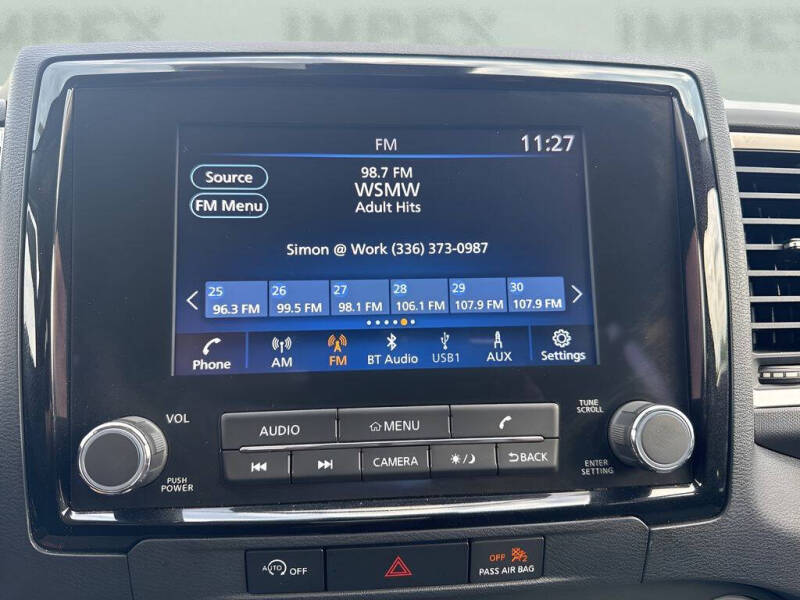 IMPEX IMPEX IMPEX
FM 11:27
Source
98.7 FM
WSMW
FM Menu
Adult Hits
Simon @ Work (336) 373-0987
25 26 27 28 29 30
96.3 FM 99.5 FM 98.1 FM 106.1 FM 107.9 FM 107.9 FM
Phone AM FM BT Audio USB1 AUX Settings
VOL
TUNE
SCROLL
AUDIO MENU
CAMERA BACK
PUSH
POWER
ENTER
SETTING
AUTO OFF
OFF 2
PASS AIR BAG